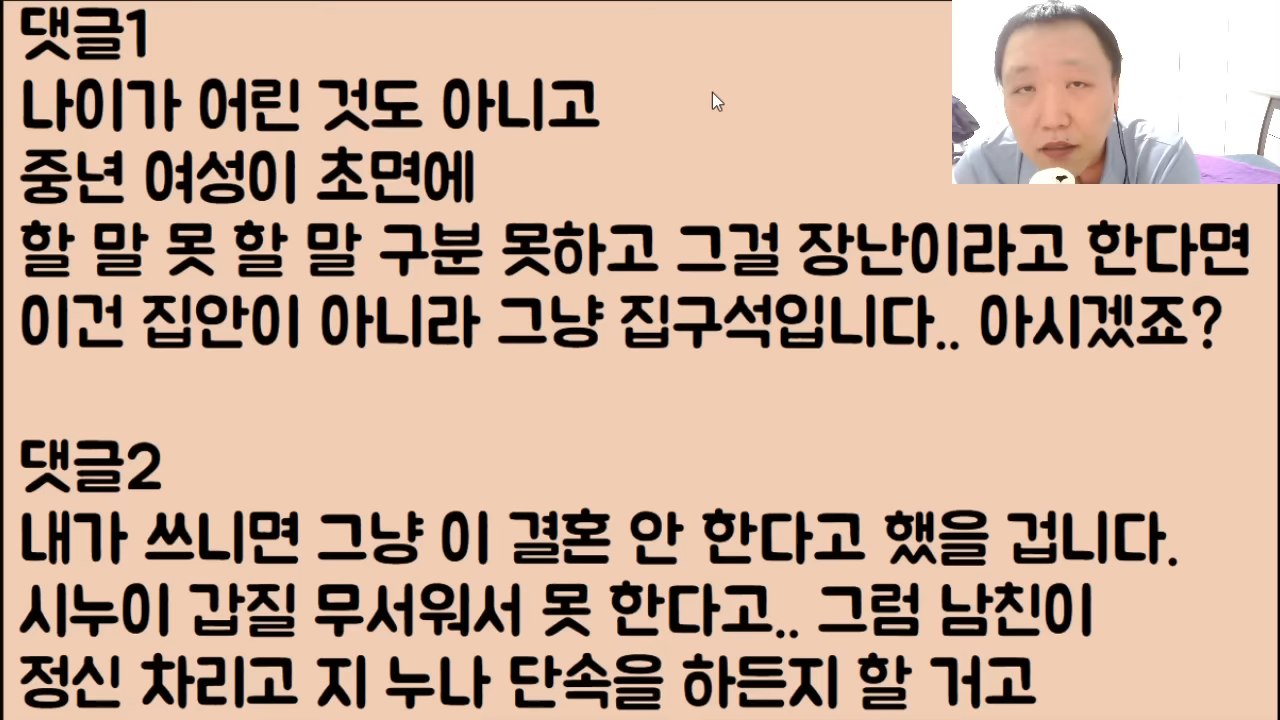 댓글1
나이가 어린 것도 아니고
중년 여성이 초면에
할 말 못 할 말 구분 못하고 그걸 장난이라고 한다면
이건 집안이 아니라 그냥 집구석입니다.. 아시겠죠?
댓글2
내가 쓰니면 그냥 이 결혼 안 한다고 했을 겁니다.
시누이 갑질 무서워서 못 한다고.. 그럼 남친이
정신 차리고 지 누나 단속을 하든지 할 거고